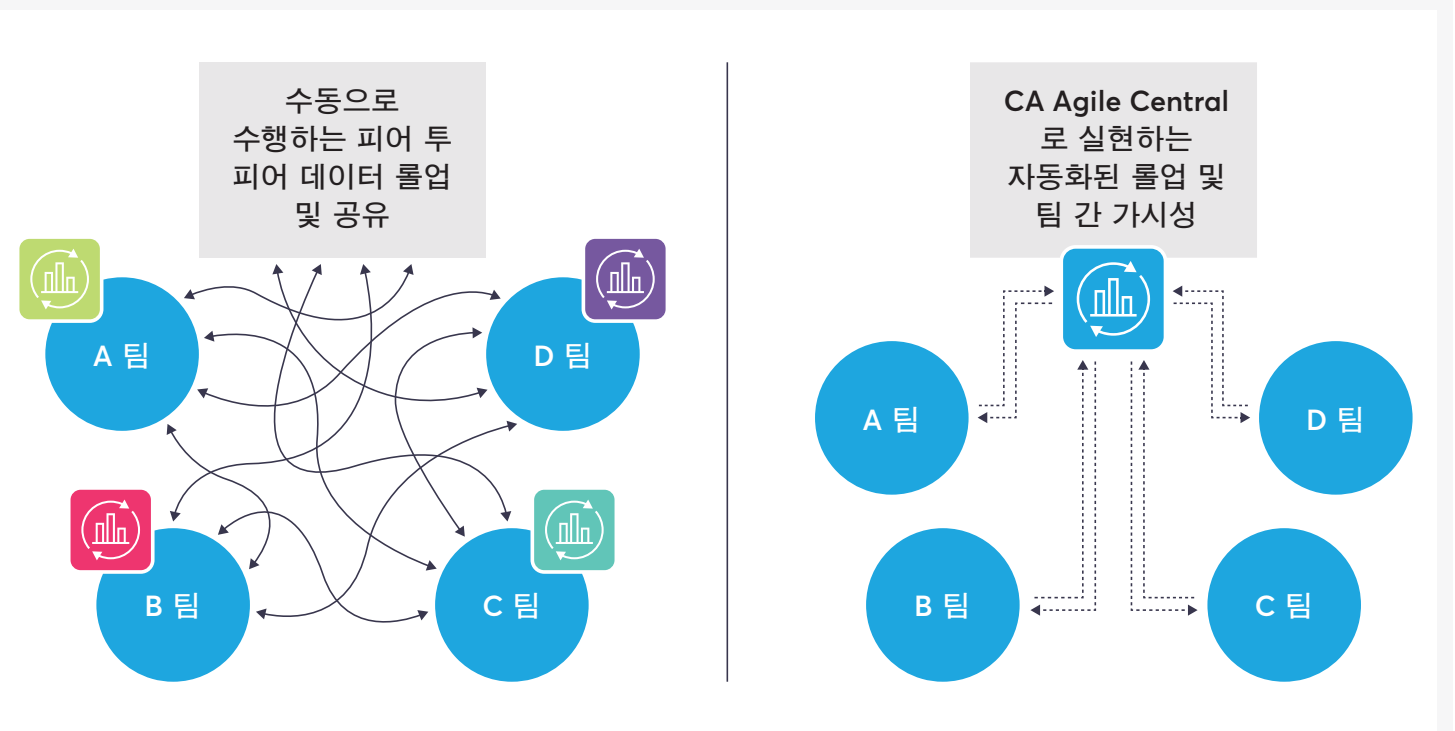 수동으로
수행하는 피어 투
피어 데이터 롤업
및 공유
A 팀
D 팀
B 팀
C 팀
CA Agile Central
로 실현하는
자동화된 롤업 및
팀 간 가시성
A 팀
D 팀
B 팀
C 팀